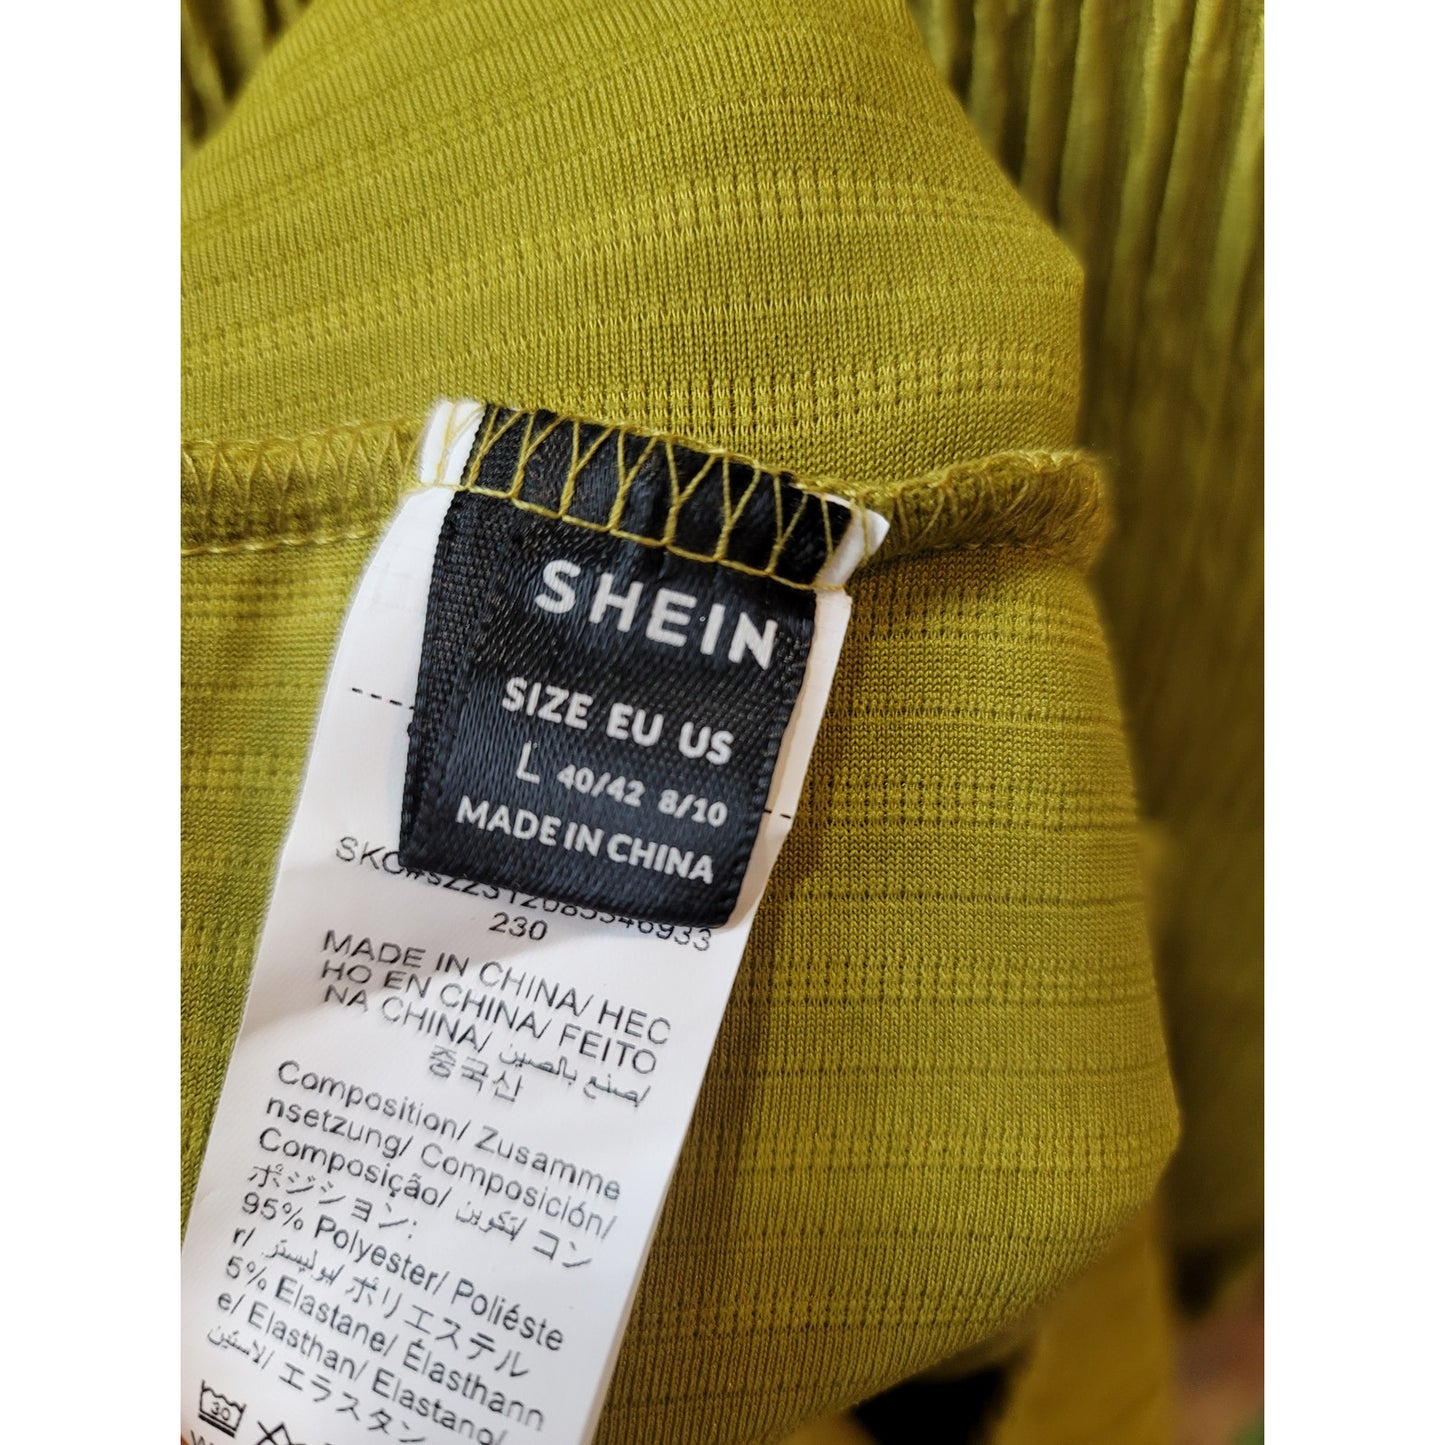 SHEIN
SIZE EU US
L 40/42 8/10
MADE IN CHINA
230
MADE IN CHINA/ HEC
HO EN CHINA/ FEITO
NA CHINA/ صنع بالصين/
중국산
Composition/ Zusamme
nsetzung/ Composición/
Composição/ تكوين/ コン
ポジション:
95% Polyester/ Poliéste
r/ بوليستر/ ポリエステル
5% Elastane/ Élasthann
e/ Elasthan/ Elastano/
لاستين/ エラスタン
30